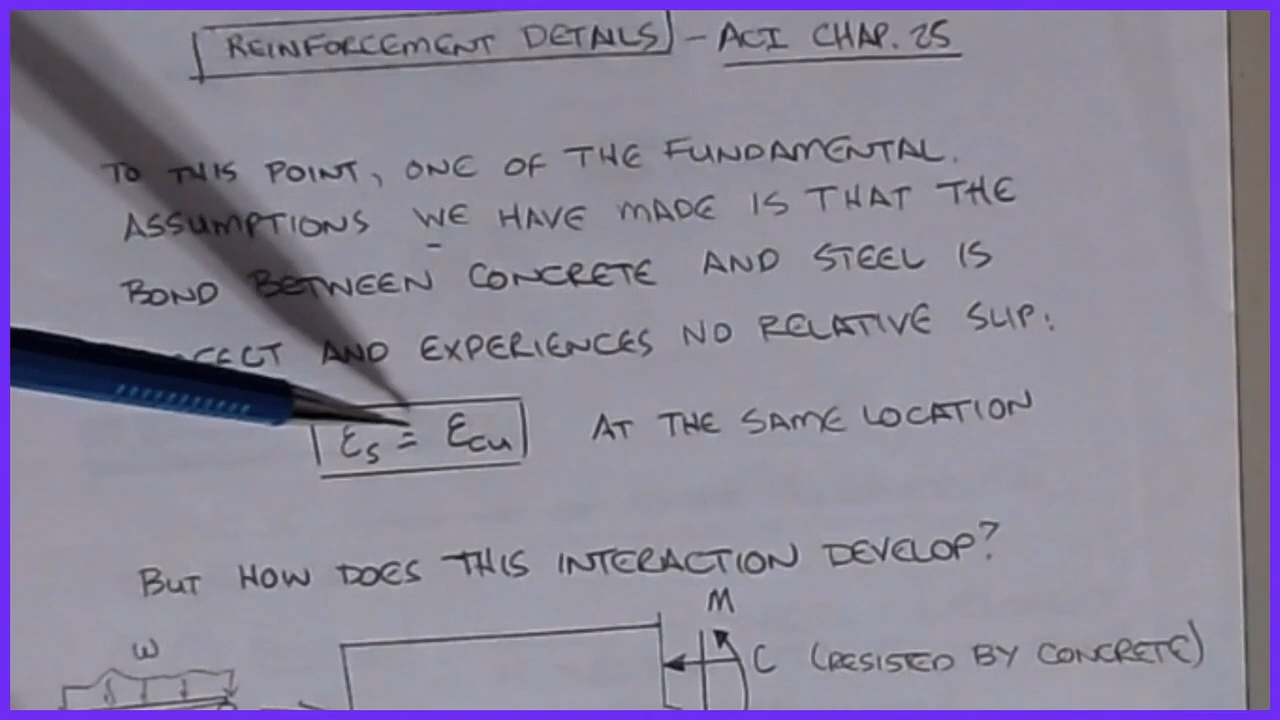 REINFORCEMENT DETAILS - ACI CHAP. 25
TO THIS POINT, ONE OF THE FUNDAMENTAL
ASSUMPTIONS WE HAVE MADE IS THAT THE
BOND BETWEEN CONCRETE AND STEEL IS
AND EXPERIENCES NO RELATIVE SLIP.
εs = εcu AT THE SAME LOCATION
BUT HOW DOES THIS INTERACTION DEVELOP?
M
ω
C (RESISTED BY CONCRETE)